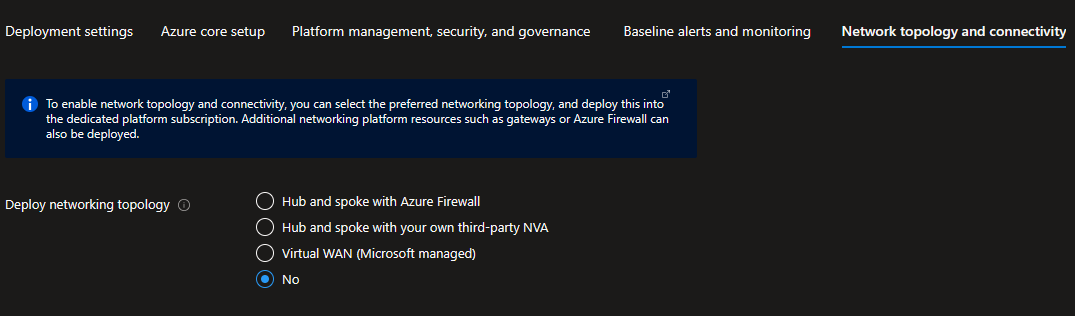 Deployment settings Azure core setup Platform management, security, and governance Baseline alerts and monitoring Network topology and connectivity
To enable network topology and connectivity, you can select the preferred networking topology, and deploy this into
the dedicated platform subscription. Additional networking platform resources such as gateways or Azure Firewall can
also be deployed.
Deploy networking topology
Hub and spoke with Azure Firewall
Hub and spoke with your own third-party NVA
Virtual WAN (Microsoft managed)
No